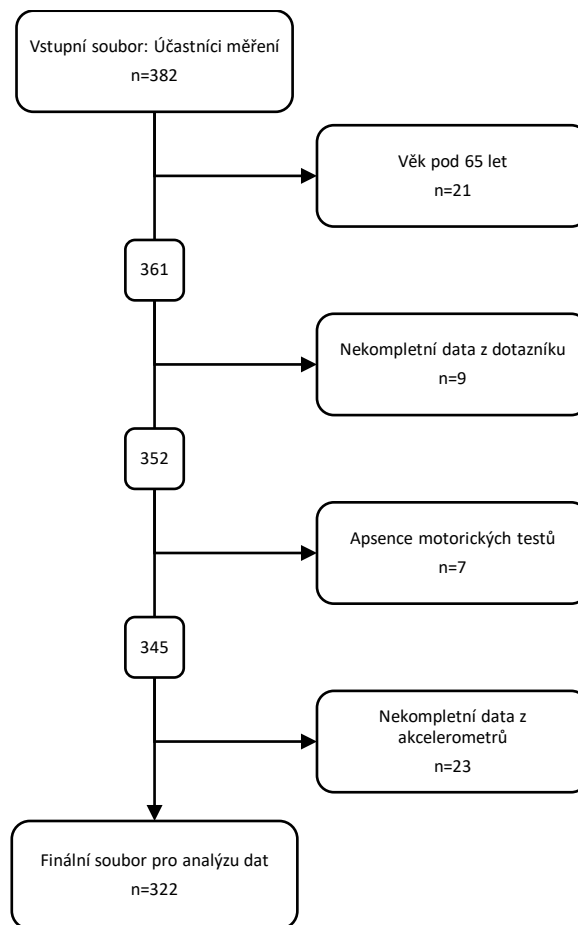 Vstupní soubor: Účastníci měření
n=382
Věk pod 65 let
n=21
361
Nekompletní data z dotazníku
n=9
352
Apsence motorických testů
n=7
345
Nekompletní data z
akcelerometrů
n=23
Finální soubor pro analýzu dat
n=322